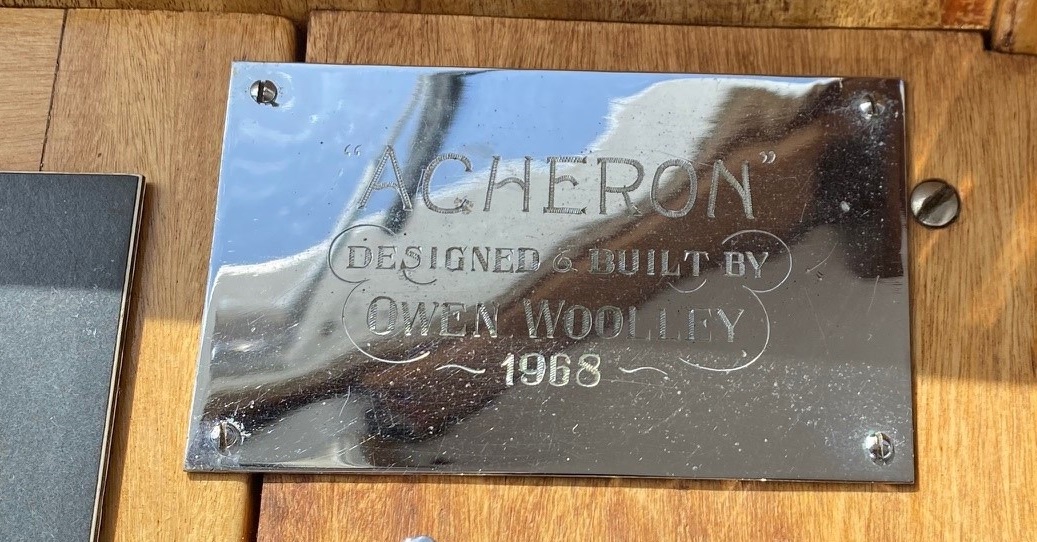 “ACHERON”
DESIGNED & BUILT BY
OWEN WOOLLEY
~ 1968 ~